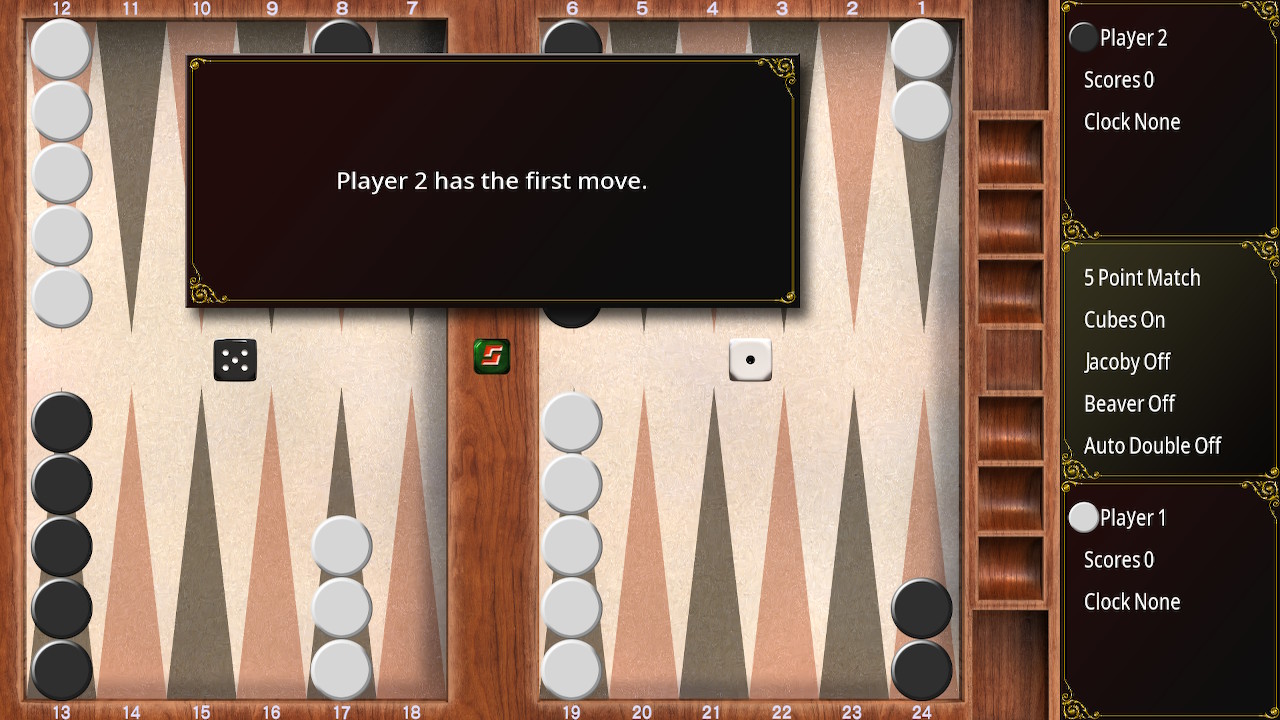 12 11 10 9 8 7 6 5 4 3 2 1
Player 2 has the first move.
13 14 15 16 17 18 19 20 21 22 23 24
Player 2
Scores 0
Clock None
5 Point Match
Cubes On
Jacoby Off
Beaver Off
Auto Double Off
Player 1
Scores 0
Clock None